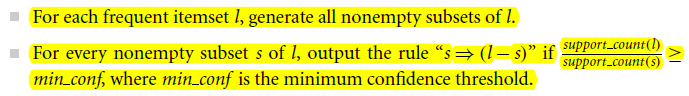 For each frequent itemset l, generate all nonempty subsets of l.
For every nonempty subset s of l, output the rule “s ⇒ (l − s)” if support_count(l) / support_count(s) ≥
min_conf, where min_conf is the minimum confidence threshold.